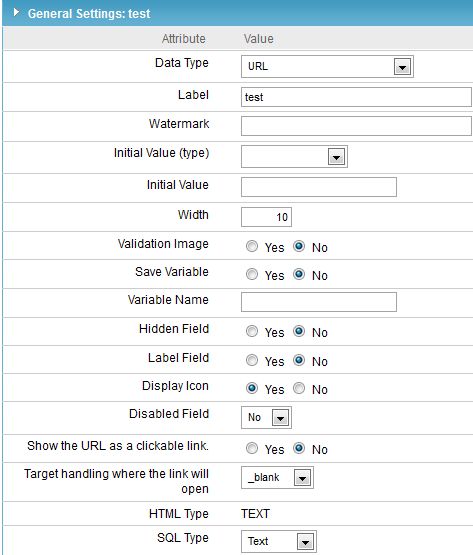 General Settings: test
Attribute Value
Data Type URL
Label test
Watermark
Initial Value (type)
Initial Value
Width 10
Validation Image Yes No
Save Variable Yes No
Variable Name
Hidden Field Yes No
Label Field Yes No
Display Icon Yes No
Disabled Field No
Show the URL as a clickable link. Yes No
Target handling where the link will
open _blank
HTML Type TEXT
SQL Type Text